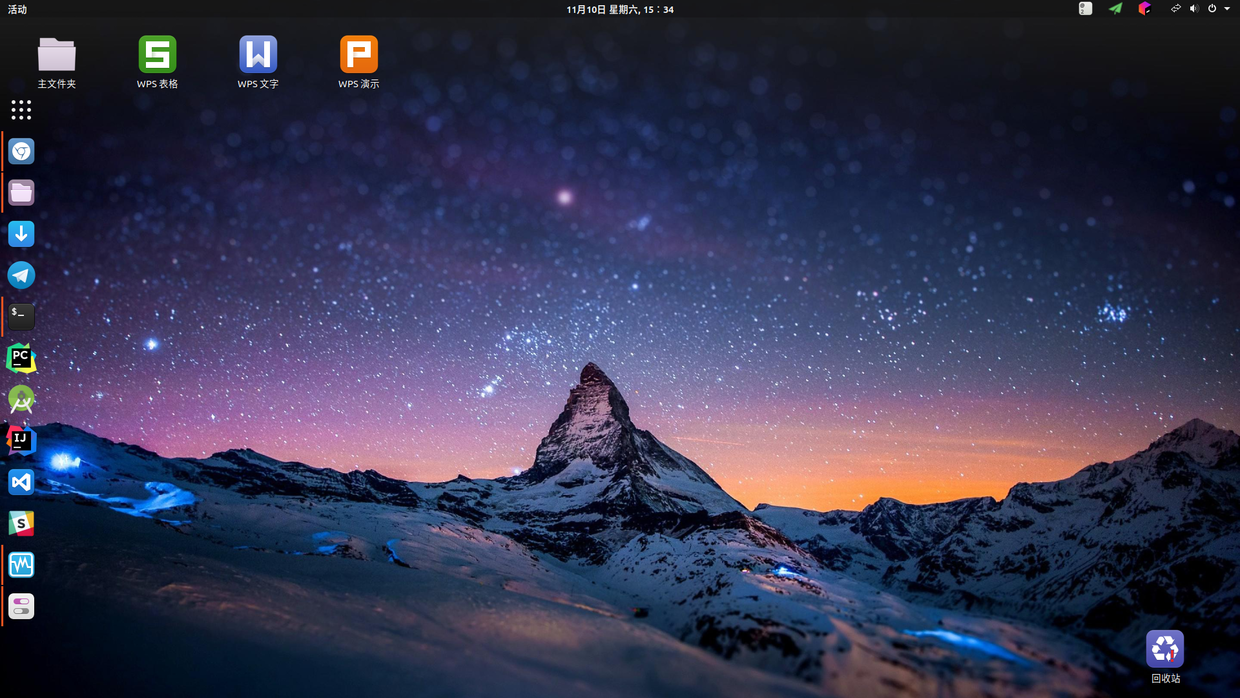 活动
11月10日 星期六, 15：34
主文件夹
WPS 表格
WPS 文字
WPS 演示
$_
PC
IJ
S
回收站